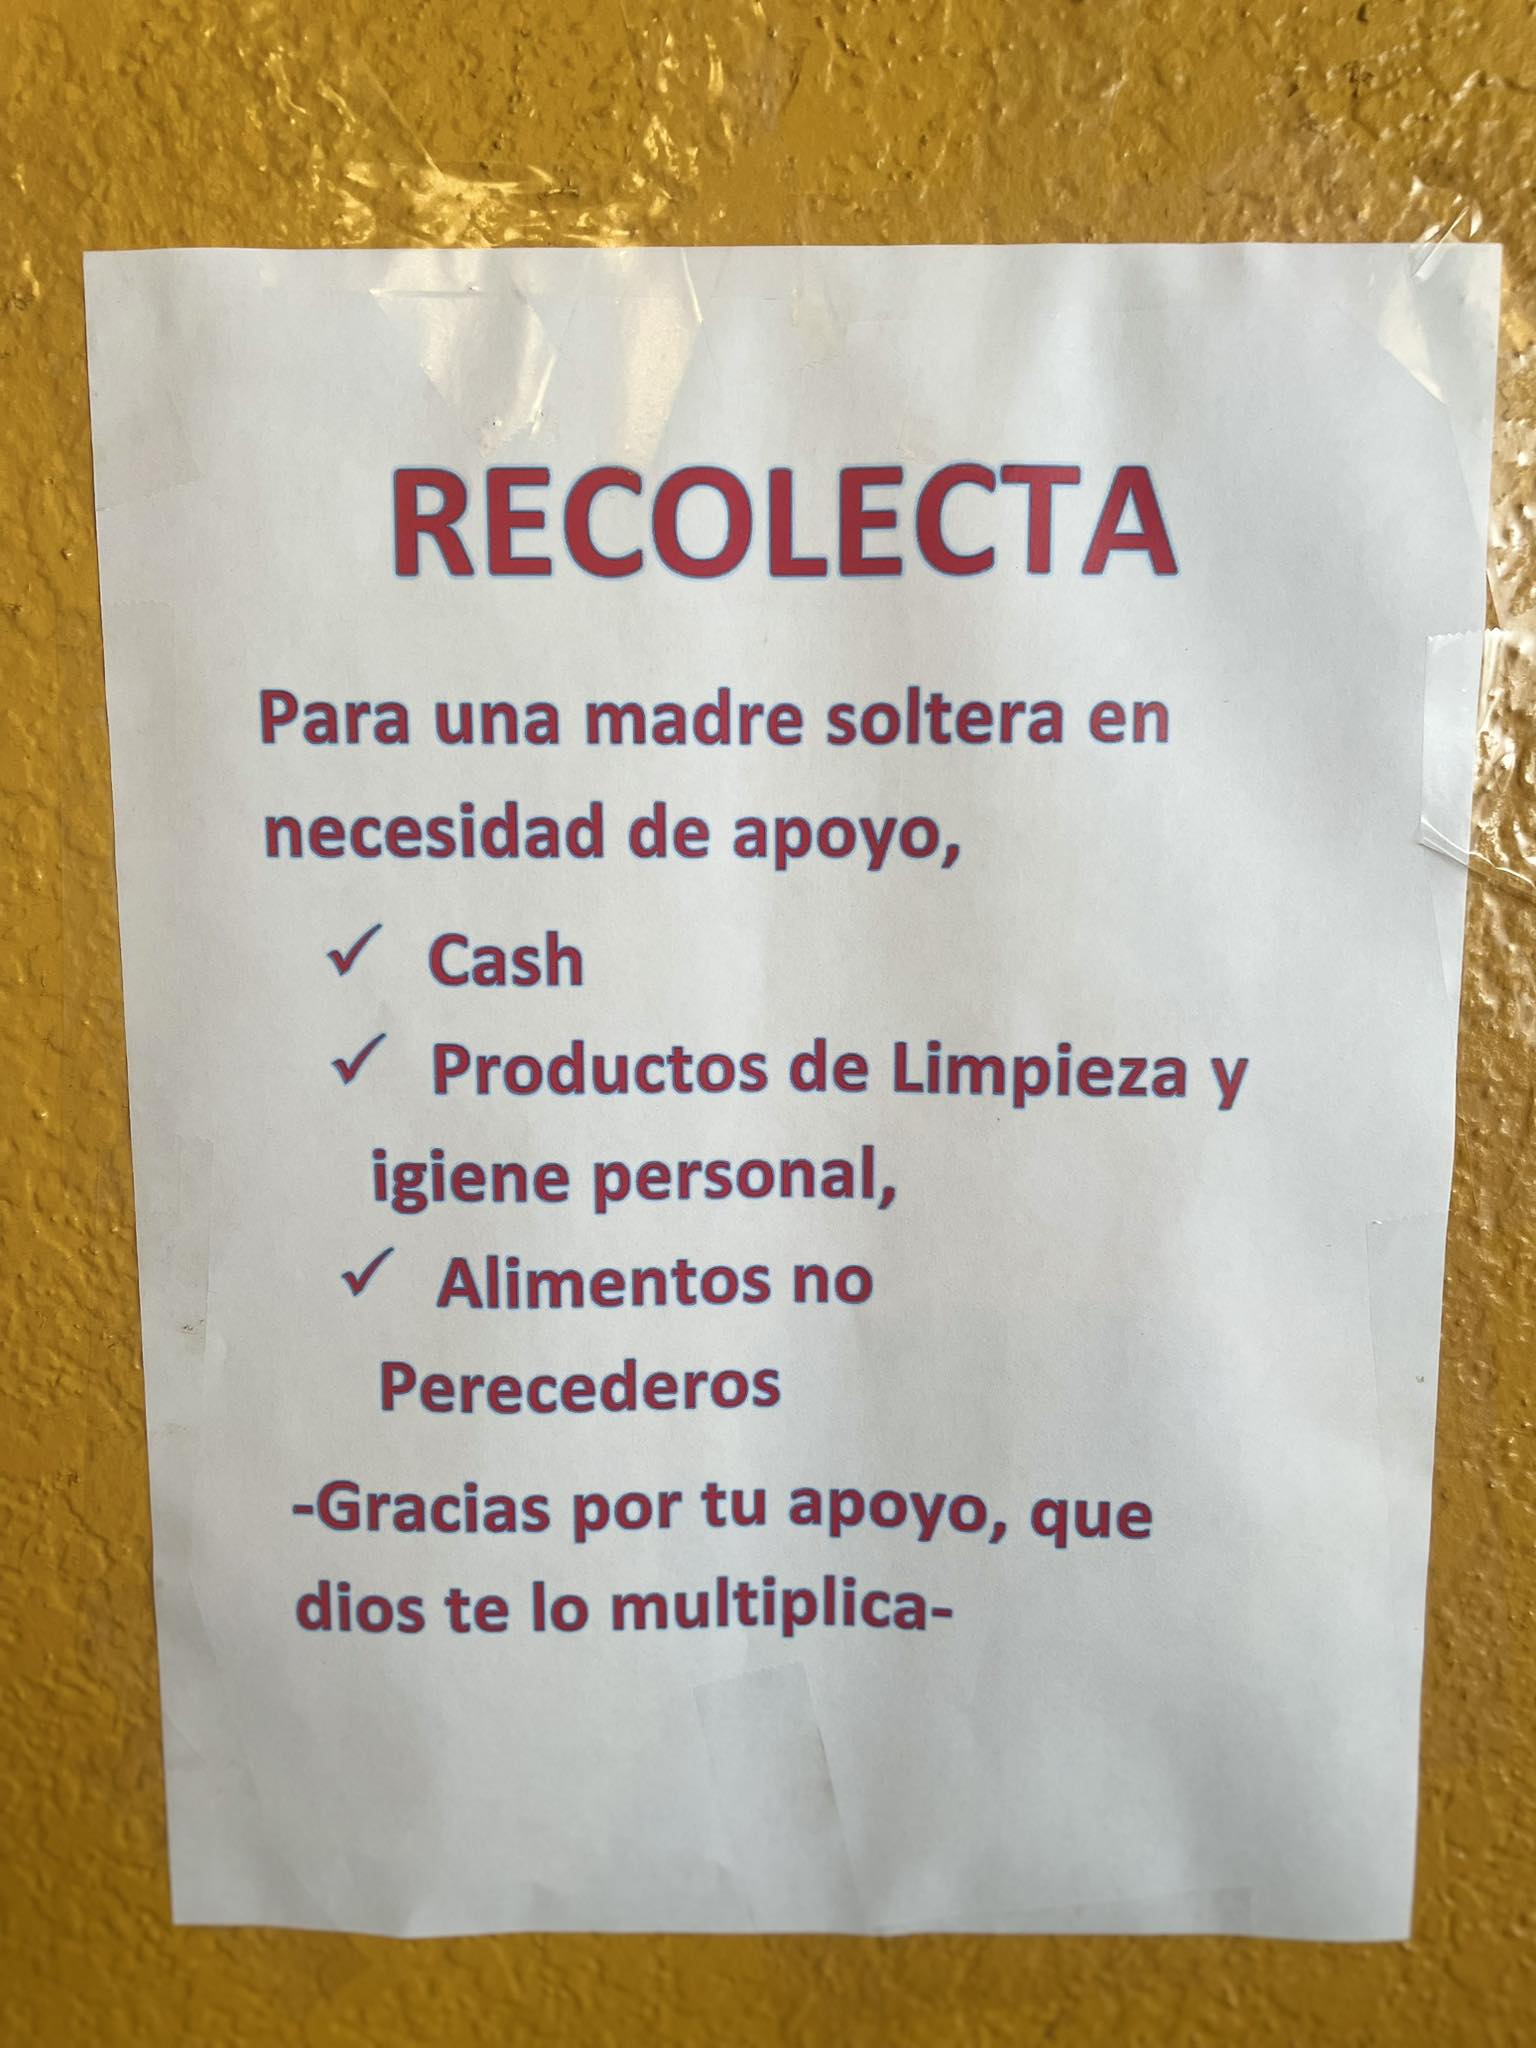 RECOLECTA
Para una madre soltera en
necesidad de apoyo,
✓ Cash
✓ Productos de Limpieza y
igiene personal,
✓ Alimentos no
Perecederos
-Gracias por tu apoyo, que
dios te lo multiplica-